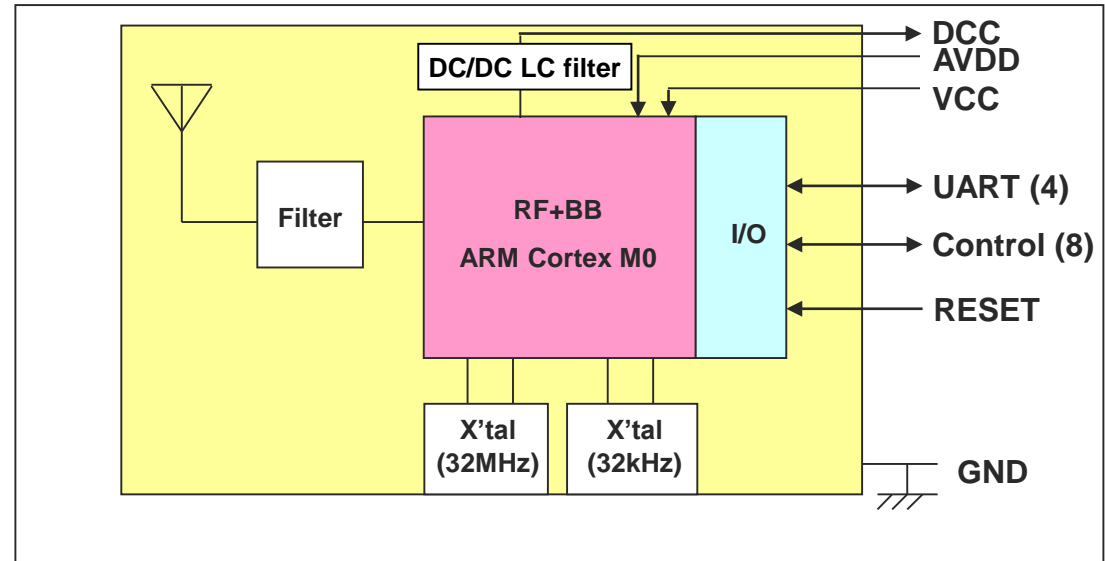 DCC
DC/DC LC filter
AVDD
VCC
Filter
RF+BB
ARM Cortex M0
I/O
UART (4)
Control (8)
RESET
X'tal
(32MHz)
X'tal
(32kHz)
GND